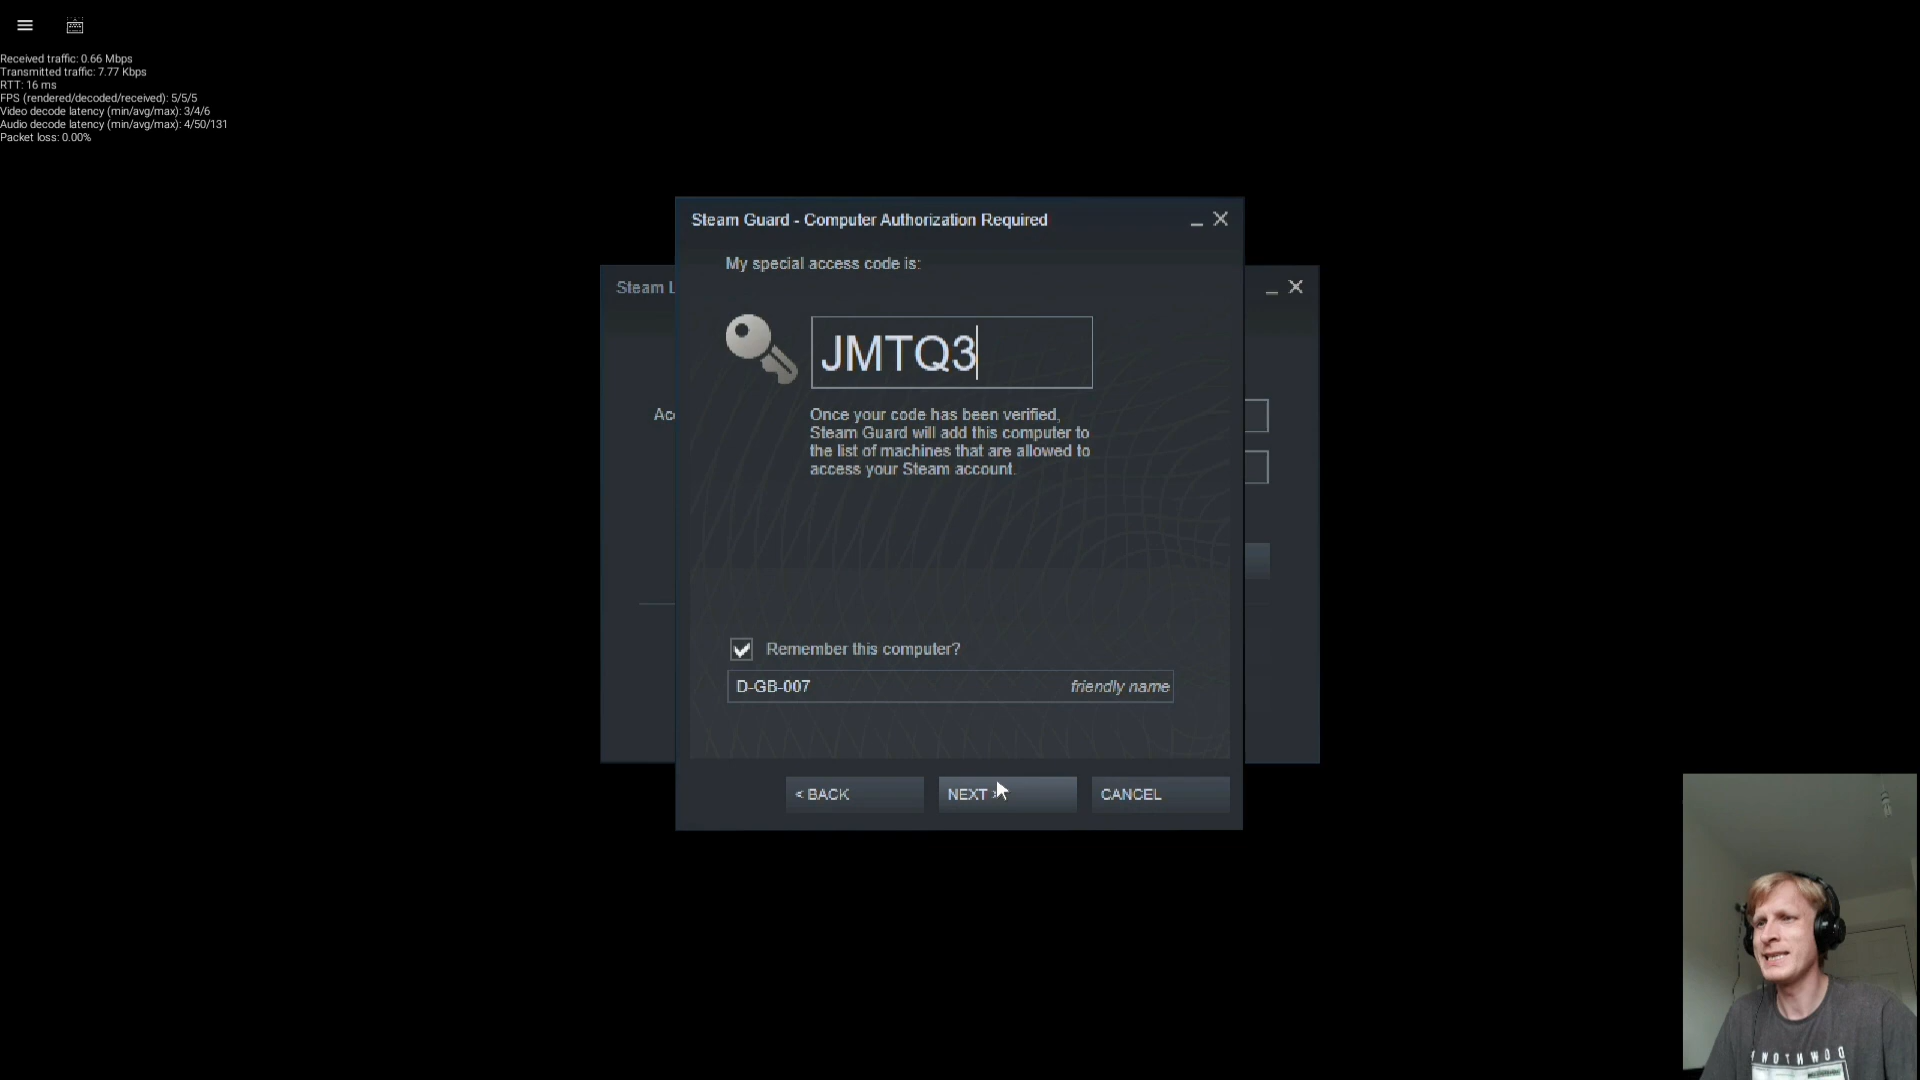 Received traffic: 0.66 Mbps
Transmitted traffic: 7.77 Kbps
RTT: 16 ms
FPS (rendered/decoded/received): 5/5/5
Video decode latency (min/avg/max): 3/4/6
Audio decode latency (min/avg/max): 4/50/131
Packet loss: 0.00%
Steam Guard - Computer Authorization Required
My special access code is:
Steam L
JMTQ3
Acc
Once your code has been verified,
Steam Guard will add this computer to
the list of machines that are allowed to
access your Steam account.
Remember this computer?
D-GB-007 friendly name
< BACK NEXT > CANCEL